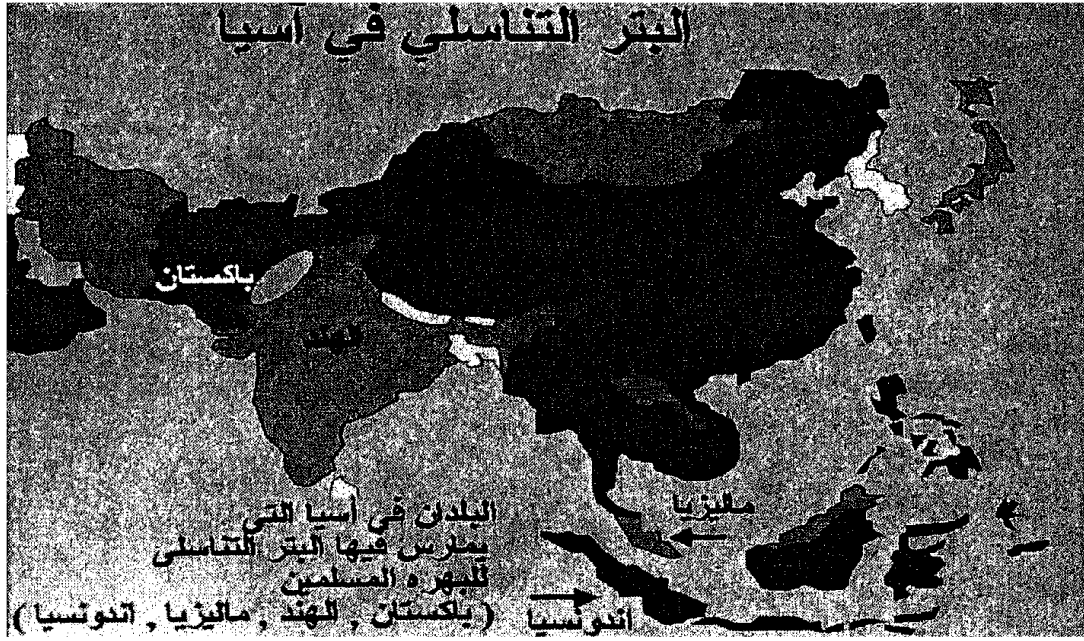 البتر التناسلي في آسيا
باكستان
الهند
ماليزيا
البلدان في آسيا التي
يمارس فيها البتر التناسلي
للبهره المسلمين
(باكستان , الهند , ماليزيا , اندونسيا)
اندونسيا